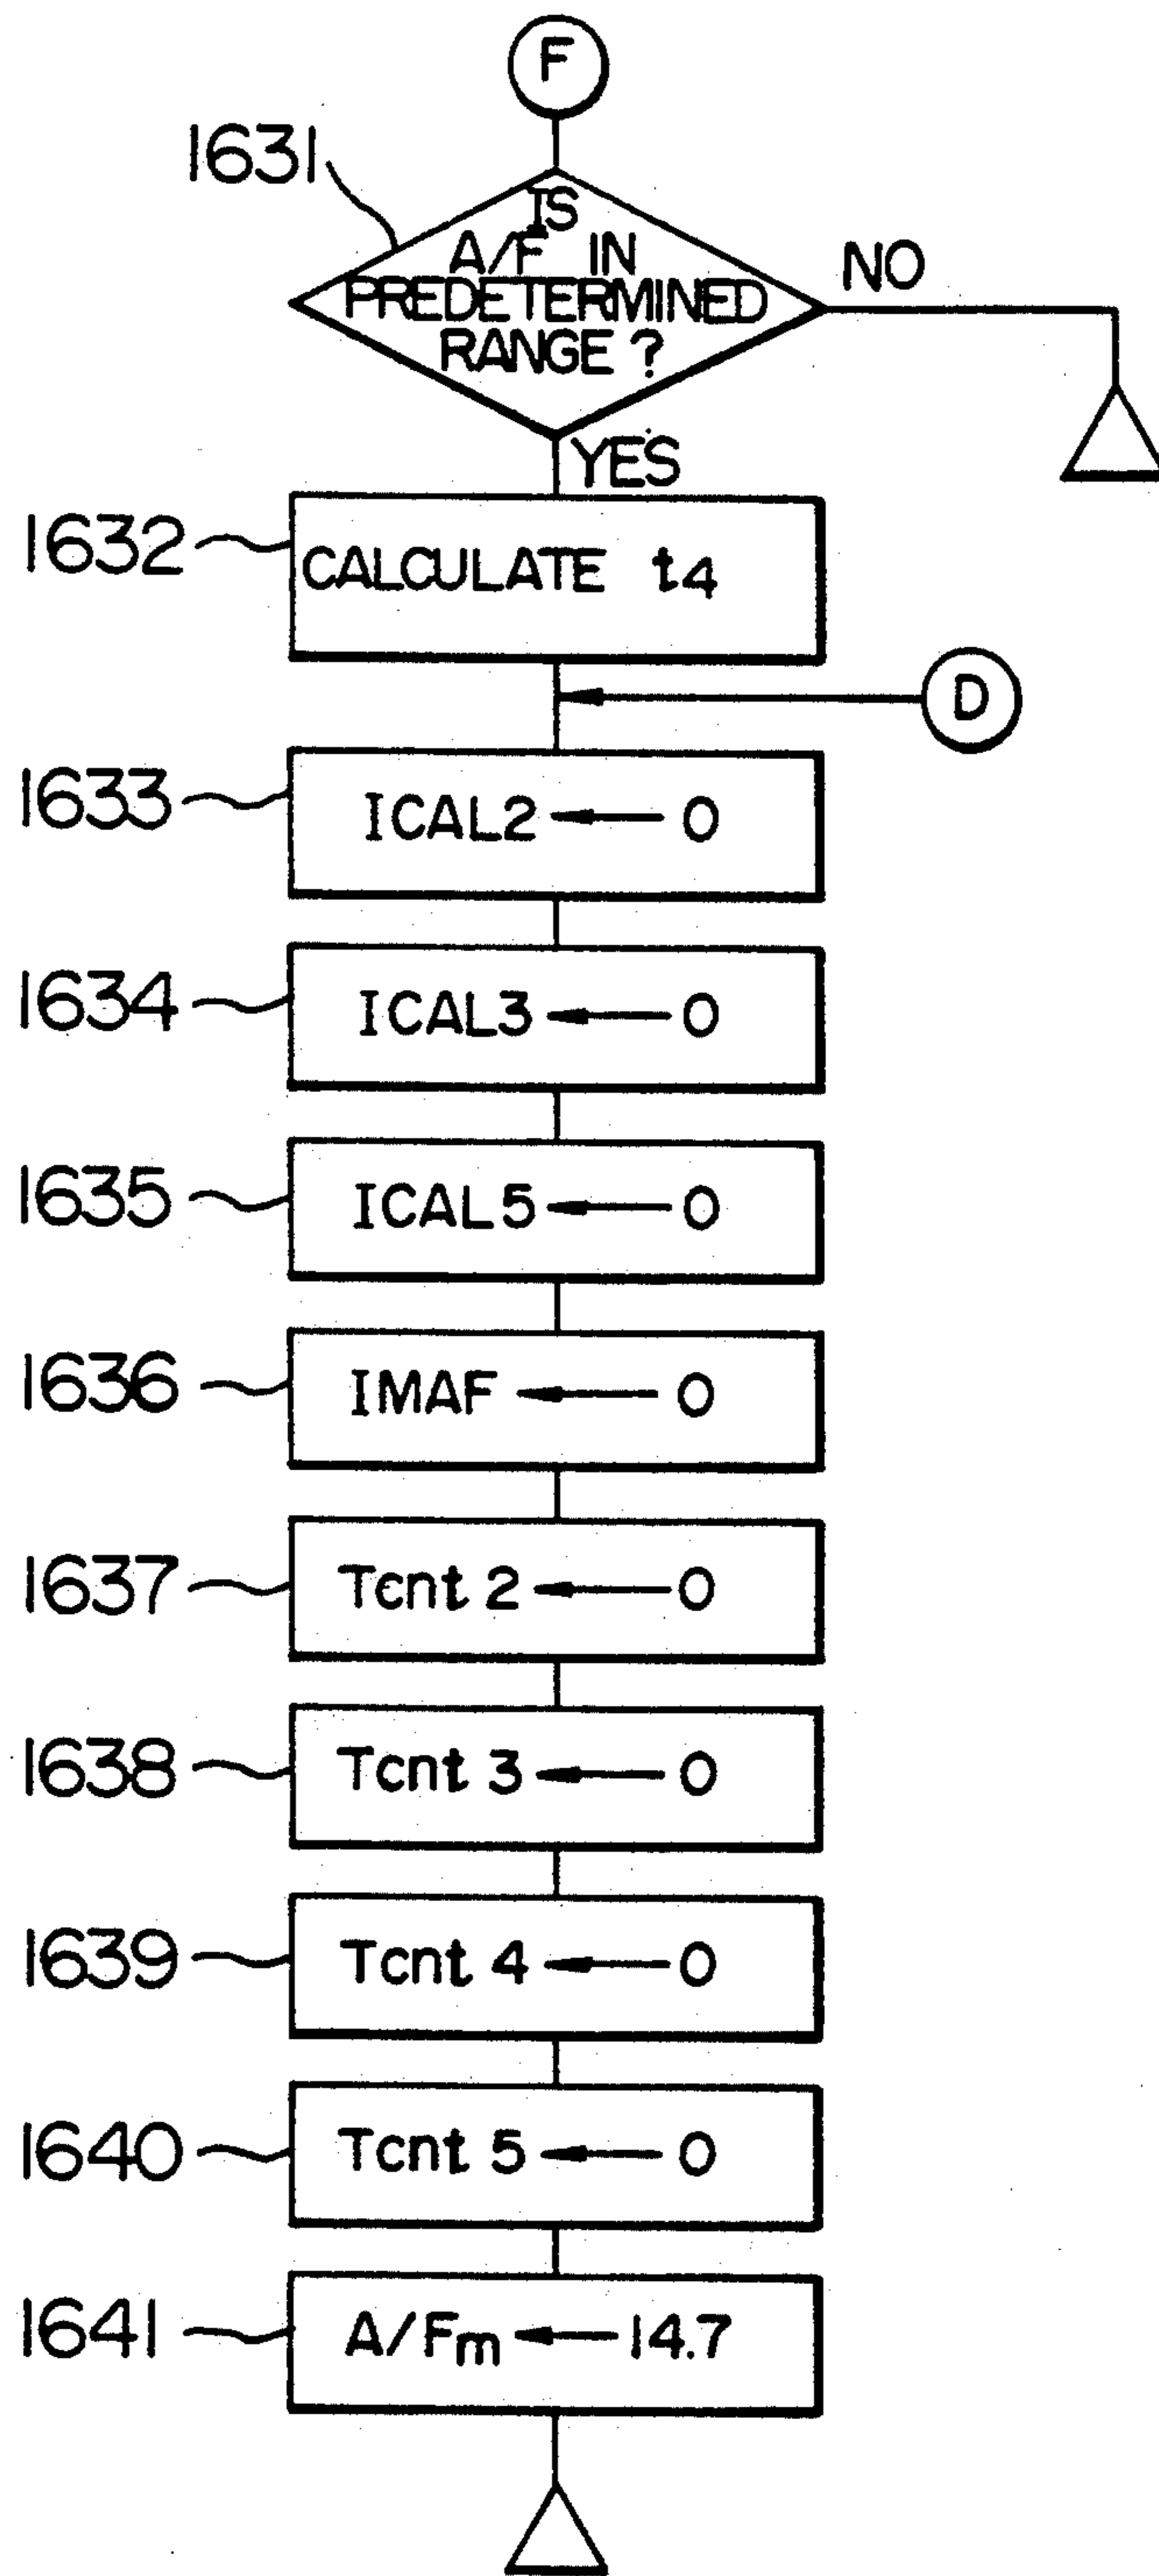 F
1631
IS
A/F IN
PREDETERMINED
RANGE ?
NO
YES
1632
CALCULATE t4
D
1633
ICAL2 ← 0
1634
ICAL3 ← 0
1635
ICAL5 ← 0
1636
IMAF ← 0
1637
Tcnt 2 ← 0
1638
Tcnt 3 ← 0
1639
Tcnt 4 ← 0
1640
Tcnt 5 ← 0
1641
A/Fm ← 14.7